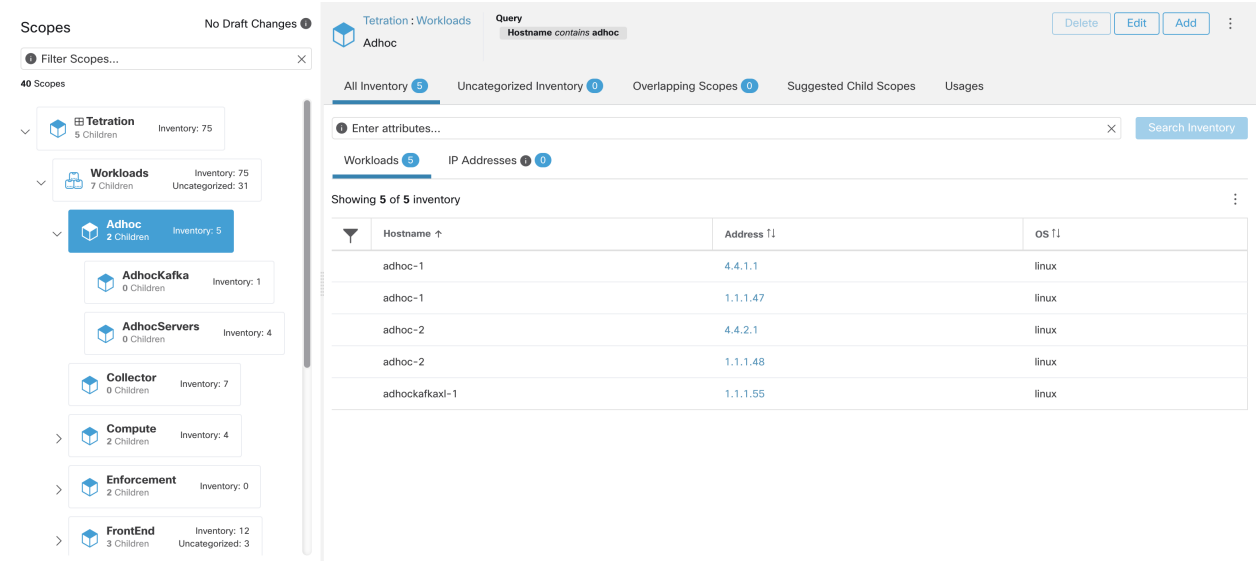 Scopes
No Draft Changes
Filter Scopes...
40 Scopes
Tetration
5 Children
Inventory: 75
Workloads
7 Children
Inventory: 75
Uncategorized: 31
Adhoc
2 Children
Inventory: 5
AdhocKafka
0 Children
Inventory: 1
AdhocServers
0 Children
Inventory: 4
Collector
0 Children
Inventory: 7
Compute
2 Children
Inventory: 4
Enforcement
2 Children
Inventory: 0
FrontEnd
3 Children
Inventory: 12
Uncategorized: 3
Tetration : Workloads
Adhoc
Query
Hostname contains adhoc
Delete Edit Add
All Inventory 5 Uncategorized Inventory 0 Overlapping Scopes 0 Suggested Child Scopes Usages
Enter attributes...
Search Inventory
Workloads 5 IP Addresses 0
Showing 5 of 5 inventory
Hostname ↑ Address ↑↓ OS ↑↓
adhoc-1 4.4.1.1 linux
adhoc-1 1.1.1.47 linux
adhoc-2 4.4.2.1 linux
adhoc-2 1.1.1.48 linux
adhockafkaxl-1 1.1.1.55 linux